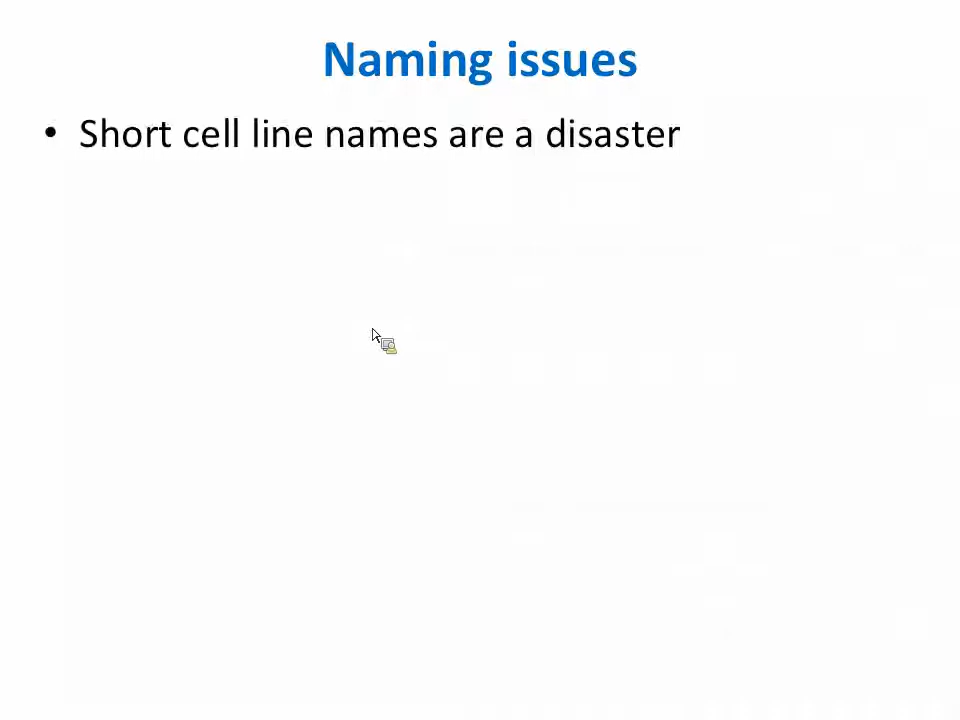 Naming issues
• Short cell line names are a disaster